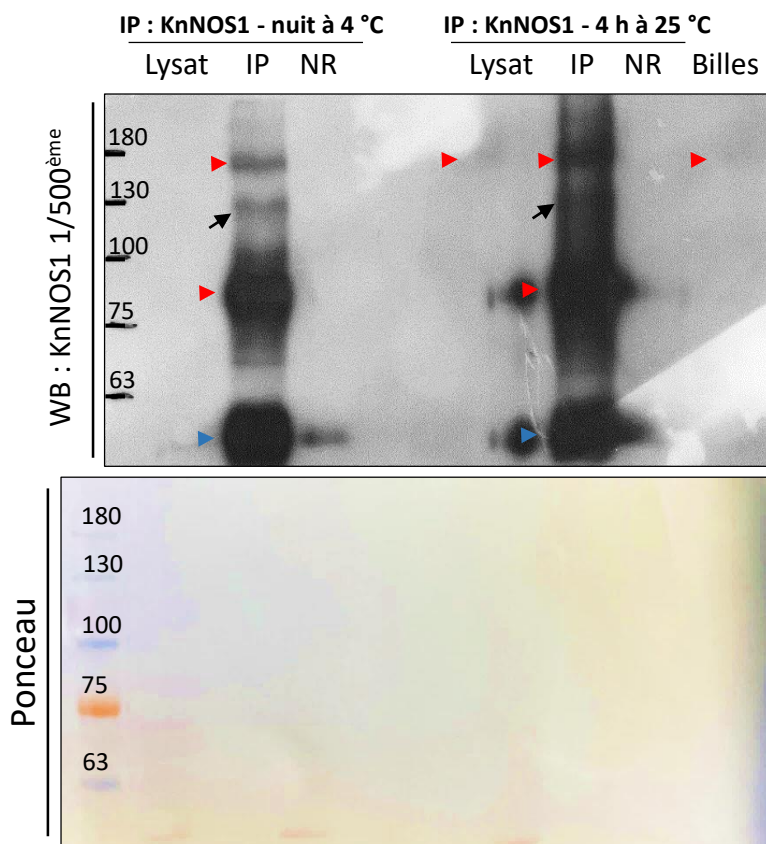 IP : KnNOS1 - nuit à 4 °C
IP : KnNOS1 - 4 h à 25 °C
Lysat IP NR
Lysat IP NR Billes
WB : KnNOS1 1/500ème
180
130
100
75
63
Ponceau
180
130
100
75
63